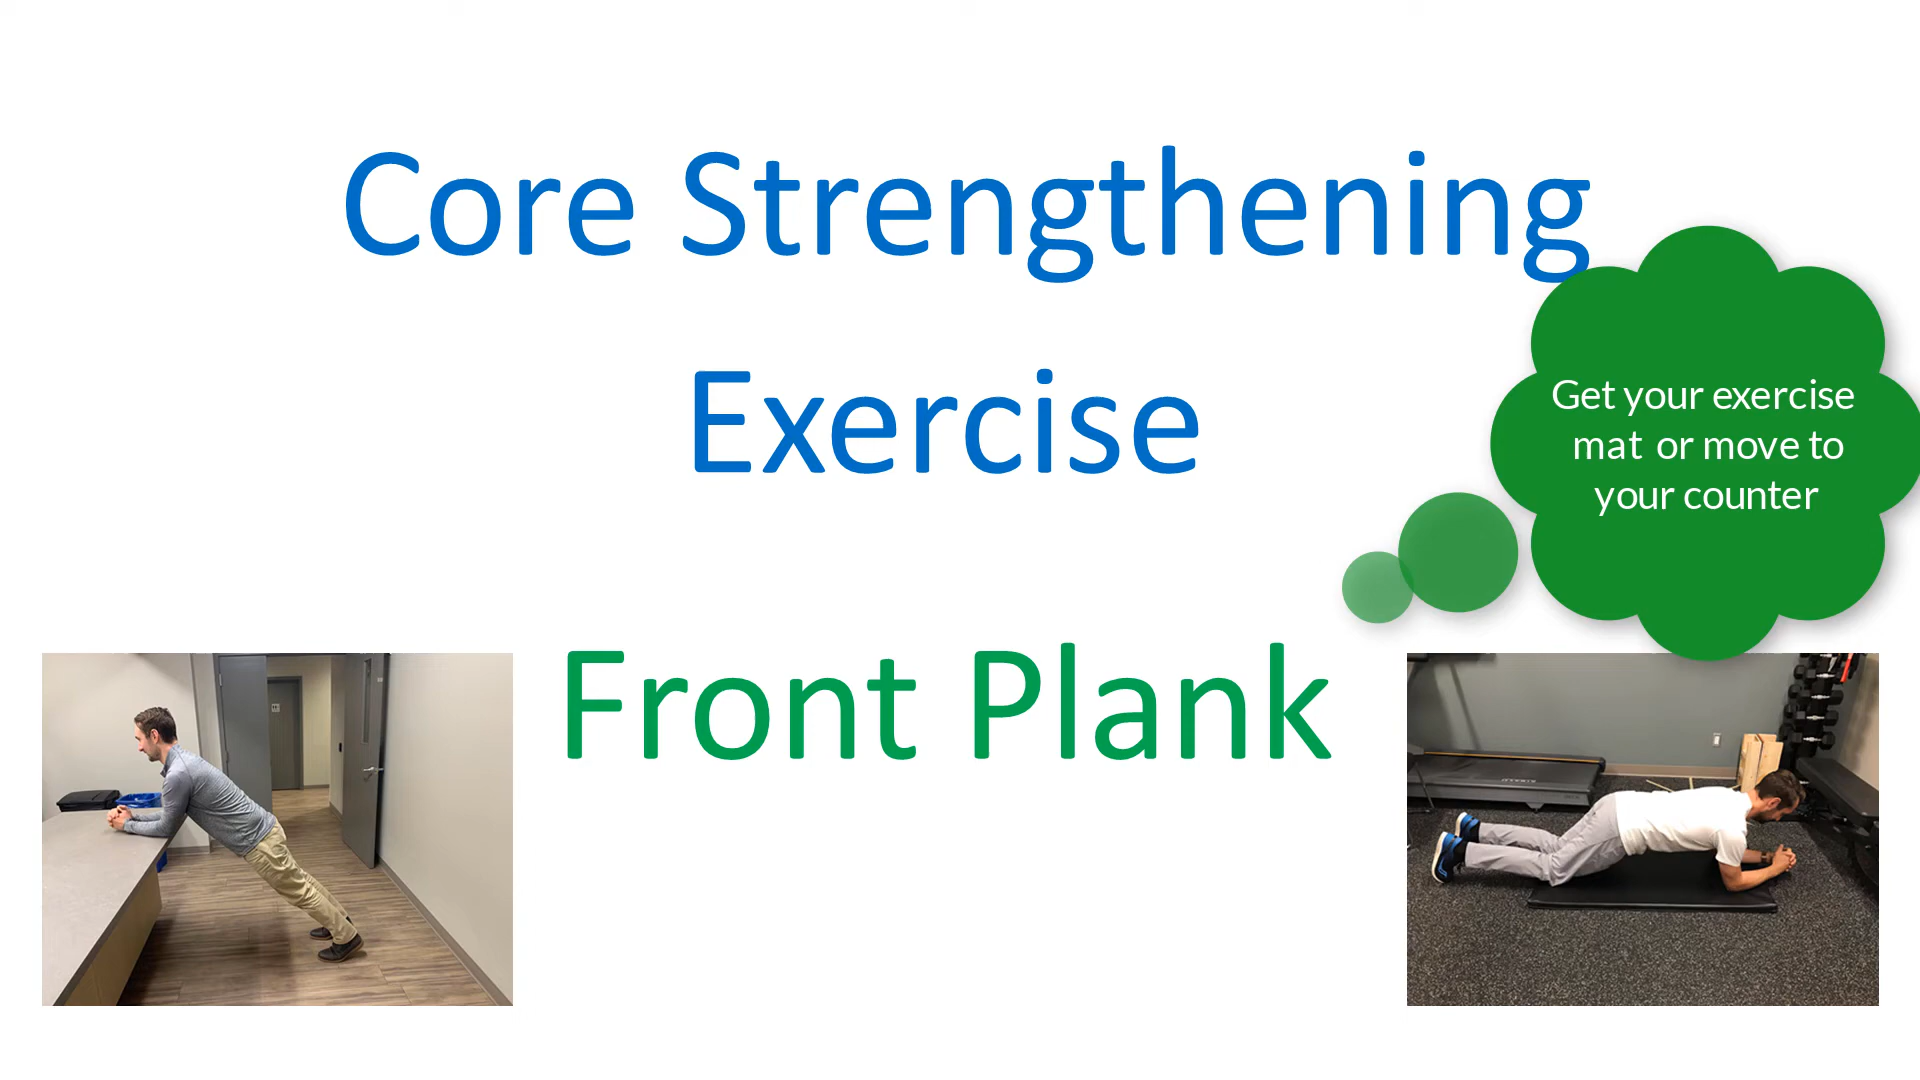 Core Strengthening
Exercise
Get your exercise
mat or move to
your counter
Front Plank